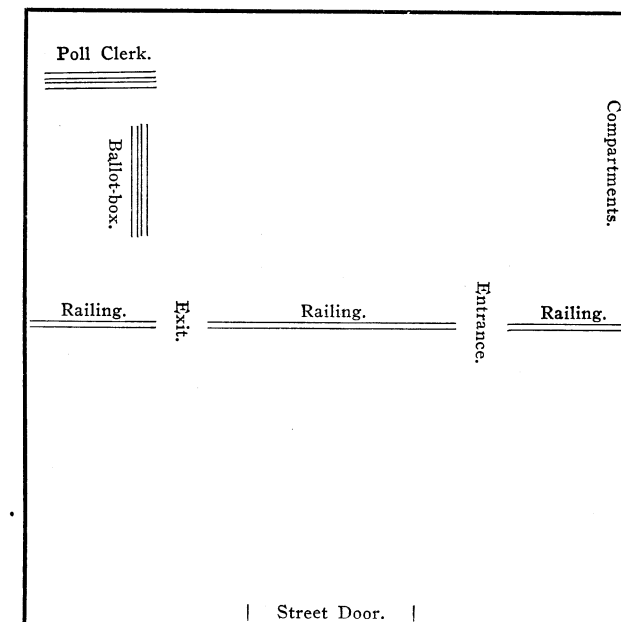 Poll Clerk.
Compartments.
Ballot-box.
Railing.
Exit.
Railing.
Entrance.
Railing.
Street Door.